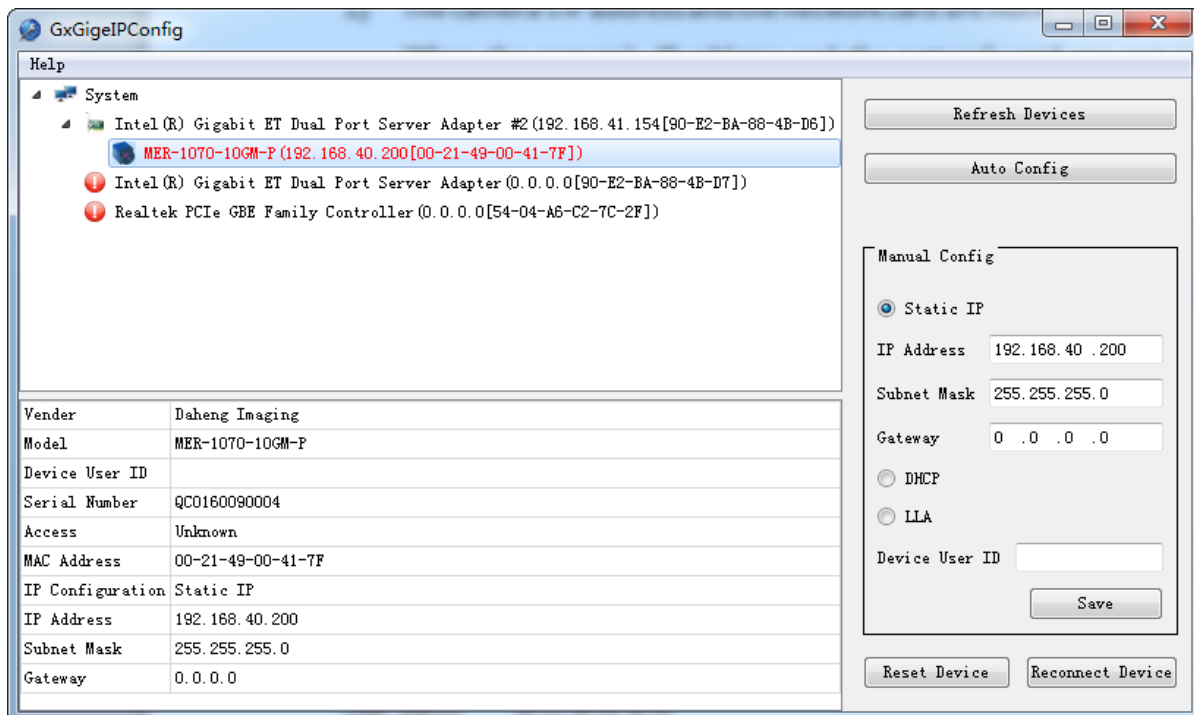 GxGigeIPConfig
Help
System
Intel(R) Gigabit ET Dual Port Server Adapter #2(192.168.41.154[90-E2-BA-88-4B-D6])
MER-1070-10GM-P(192.168.40.200[00-21-49-00-41-7F])
Intel(R) Gigabit ET Dual Port Server Adapter(0.0.0.0[90-E2-BA-88-4B-D7])
Realtek PCIe GBE Family Controller(0.0.0.0[54-04-A6-C2-7C-2F])
Vender Daheng Imaging
Model MER-1070-10GM-P
Device User ID
Serial Number QC0160090004
Access Unknown
MAC Address 00-21-49-00-41-7F
IP Configuration Static IP
IP Address 192.168.40.200
Subnet Mask 255.255.255.0
Gateway 0.0.0.0
Refresh Devices
Auto Config
Manual Config
Static IP
IP Address 192.168.40 .200
Subnet Mask 255.255.255.0
Gateway 0 .0 .0 .0
DHCP
LLA
Device User ID
Save
Reset Device
Reconnect Device